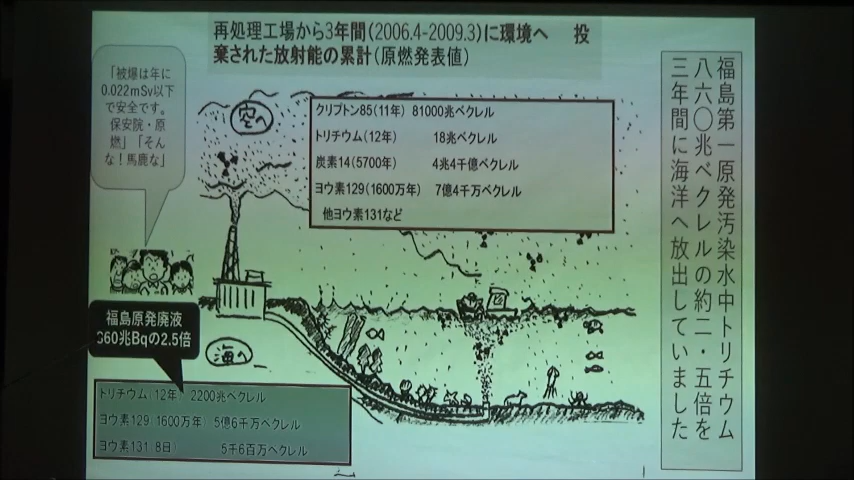 再処理工場から3年間(2006.4-2009.3)に環境へ 投
棄された放射能の累計(原燃発表値)
「被爆は年に
0.022mSv以下
で安全です。
保安院・原
燃」「そん
な!馬鹿な」
空へ
クリプトン85(11年) 81000兆ベクレル
トリチウム(12年) 18兆ベクレル
炭素14(5700年) 4兆4千億ベクレル
ヨウ素129(1600万年) 7億4千万ベクレル
他ヨウ素131など
福島第一原発汚染水中トリチウム
八六〇兆ベクレルの約二・五倍を
三年間に海洋へ放出していました
福島原発廃液
860兆Bqの2.5倍
海へ
トリチウム(12年) 2200兆ベクレル
ヨウ素129(1600万年) 5億6千万ベクレル
ヨウ素131(8日) 5千6百万ベクレル